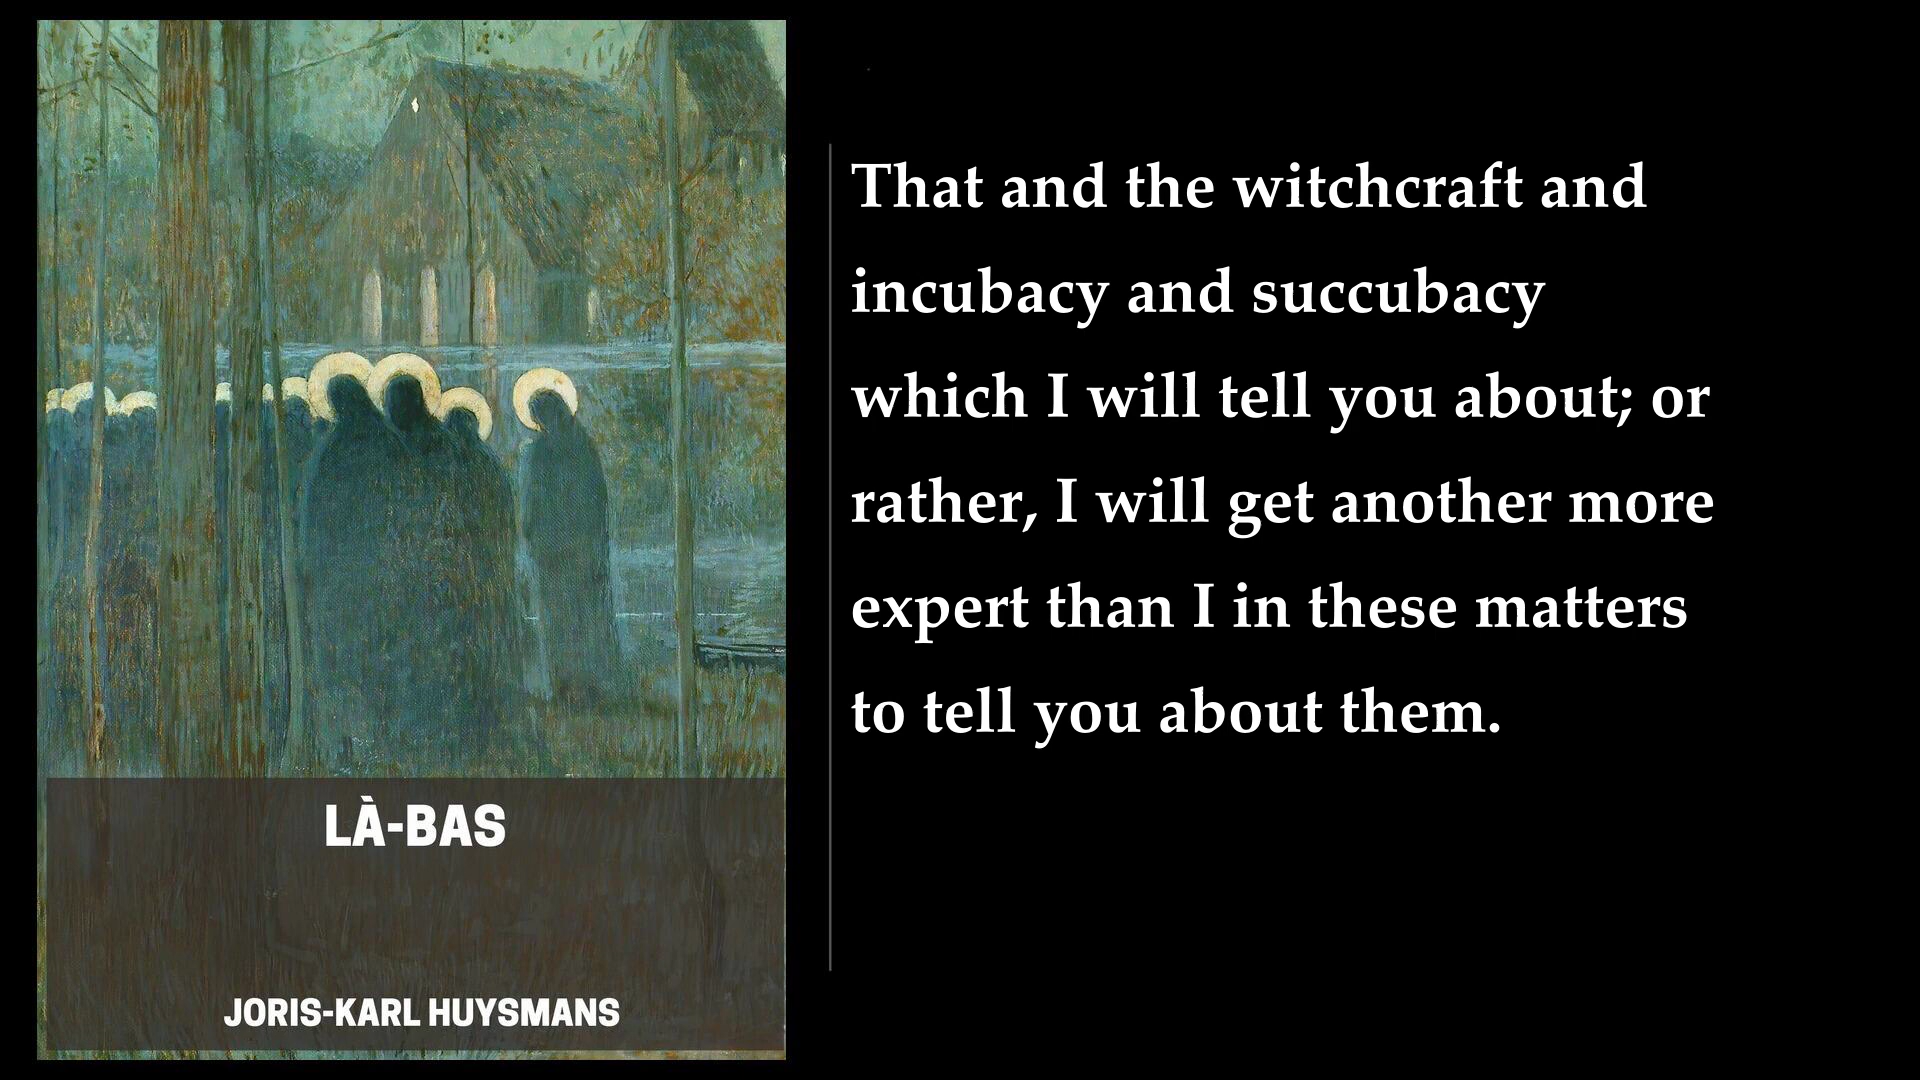 LÀ-BAS
JORIS-KARL HUYSMANS
That and the witchcraft and
incubacy and succubacy
which I will tell you about; or
rather, I will get another more
expert than I in these matters
to tell you about them.